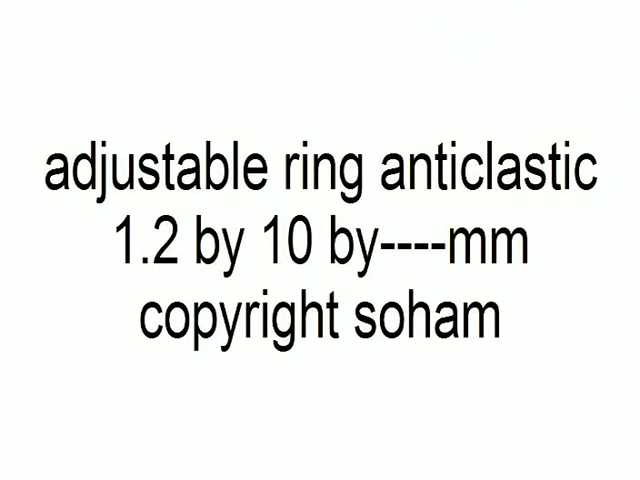 adjustable ring anticlastic
1.2 by 10 by----mm
copyright soham